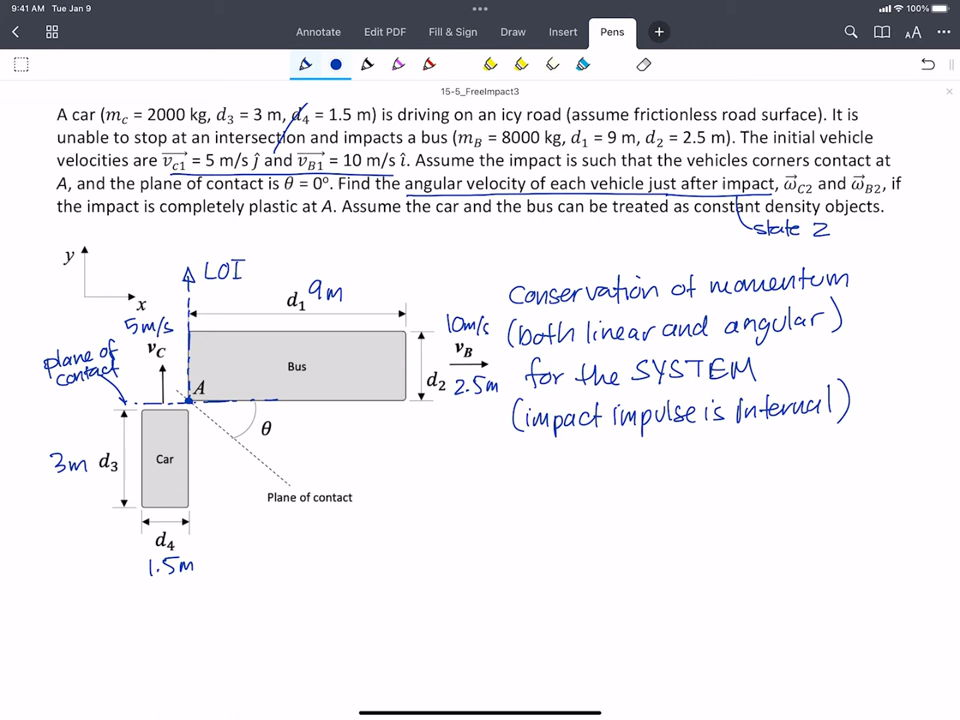 9:41 AM Tue Jan 9
100%
Annotate Edit PDF Fill & Sign Draw Insert Pens
15-5_FreeImpact3
A car (m_c = 2000 kg, d_3 = 3 m, d_4 = 1.5 m) is driving on an icy road (assume frictionless road surface). It is
unable to stop at an intersection and impacts a bus (m_B = 8000 kg, d_1 = 9 m, d_2 = 2.5 m). The initial vehicle
velocities are v_C1 = 5 m/s ĵ and v_B1 = 10 m/s î. Assume the impact is such that the vehicles corners contact at
A, and the plane of contact is θ = 0°. Find the angular velocity of each vehicle just after impact, ω⃗_C2 and ω⃗_B2, if
the impact is completely plastic at A. Assume the car and the bus can be treated as constant density objects.
state 2
y
x
LOI
d_1 9m
5m/s
v_C
plane of
contact
A
Bus
10m/s
v_B
d_2 2.5m
θ
3m d_3
Car
Plane of contact
d_4
1.5m
Conservation of momentum
(both linear and angular)
for the SYSTEM
(impact impulse is internal)